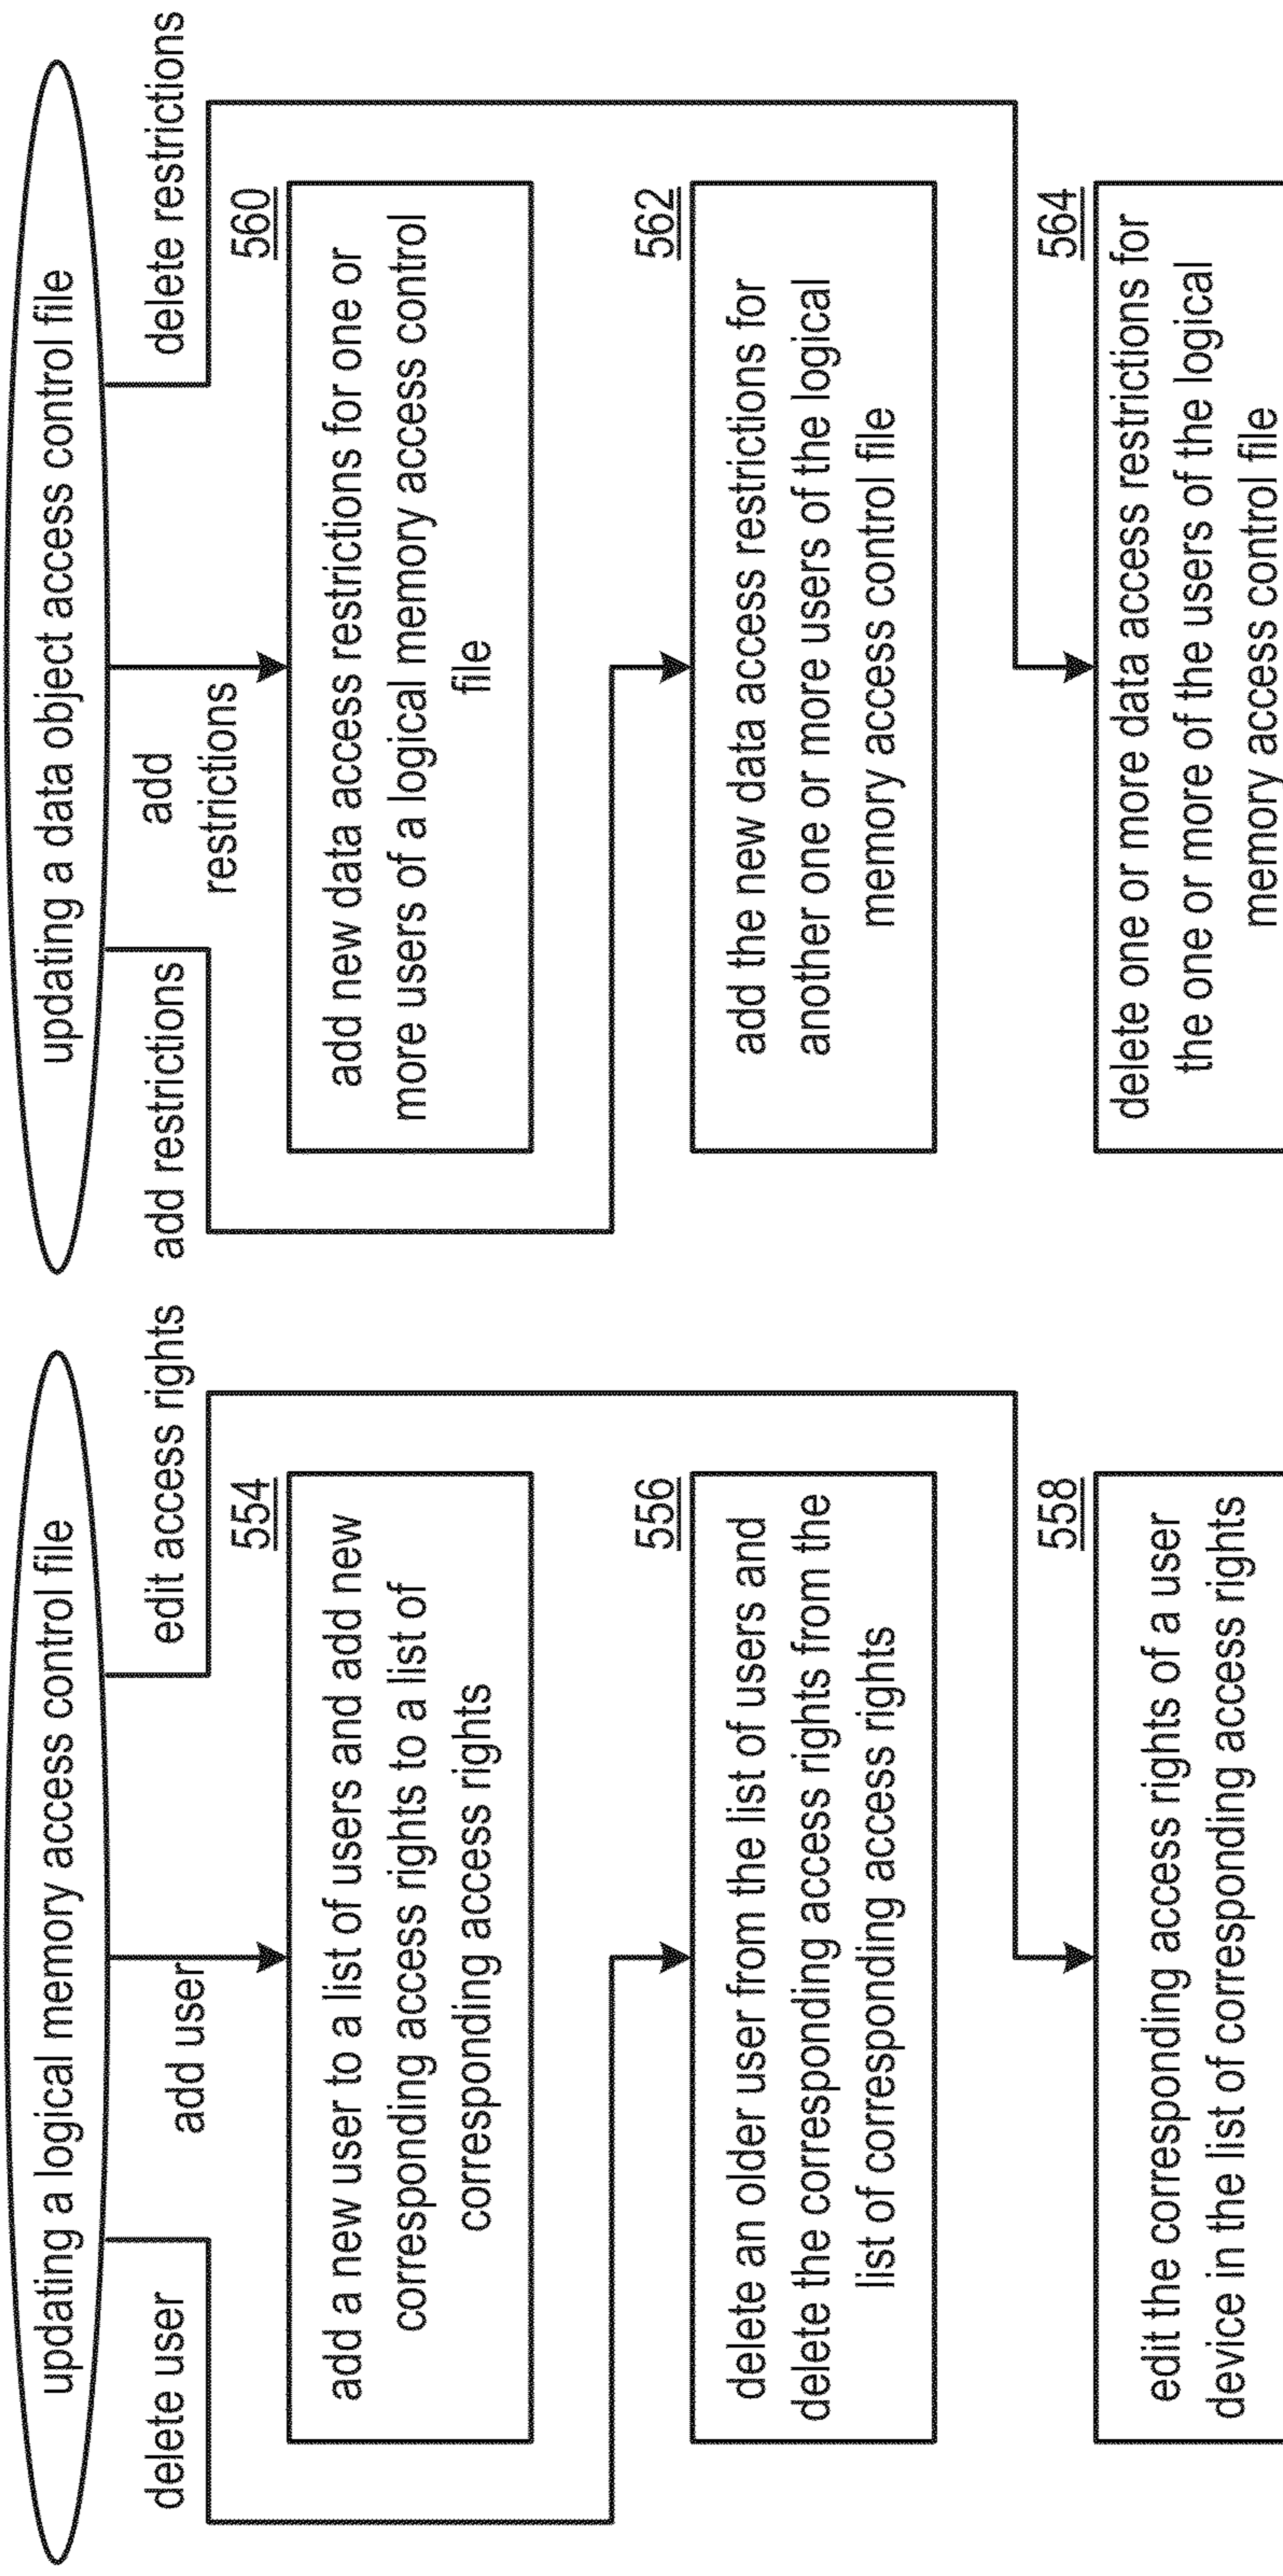 updating a logical memory access control file
delete user
add user
edit access rights
554
add a new user to a list of users and add new
corresponding access rights to a list of
corresponding access rights
556
delete an older user from the list of users and
delete the corresponding access rights from the
list of corresponding access rights
558
edit the corresponding access rights of a user
device in the list of corresponding access rights
updating a data object access control file
add restrictions
add
restrictions
delete restrictions
560
add new data access restrictions for one or
more users of a logical memory access control
file
562
add the new data access restrictions for
another one or more users of the logical
memory access control file
564
delete one or more data access restrictions for
the one or more of the users of the logical
memory access control file